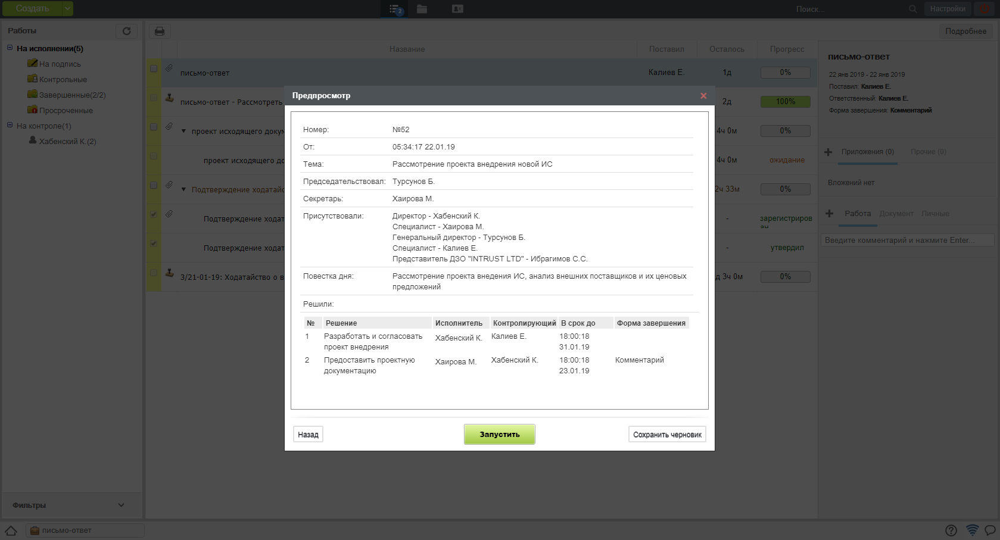 Создать
2
Поиск...
Настройки
Работы
Подробнее
На исполнении(5)
На подпись
Контрольные
Завершенные(2/2)
Просроченные
На контроле(1)
Хабенский К.(2)
Название
Поставил
Осталось
Прогресс
письмо-ответ
Калиев Е.
1д
0%
письмо-ответ - Рассмотреть
2д
100%
проект исходящего доку
4ч 0м
0%
проект исходящего до
4ч 0м
ожидание
Подтверждение ходатайс
2ч 33м
0%
Подтверждение ходат
-
зарегистрирован
Подтверждение ходат
-
утвердил
3/21-01-19: Ходатайство о в
д 3ч 0м
0%
письмо-ответ
22 янв 2019 - 22 янв 2019
Поставил: Калиев Е.
Ответственный: Калиев Е.
Форма завершения: Комментарий
Приложения (0)
Прочие (0)
Вложений нет
Работа
Документ
Личные
Введите комментарий и нажмите Enter...
Предпросмотр
Номер: №52
От: 05:34:17 22.01.19
Тема: Рассмотрение проекта внедрения новой ИС
Председательствовал: Турсунов Б.
Секретарь: Хаирова М.
Присутствовали: Директор - Хабенский К.
Специалист - Хаирова М.
Генеральный директор - Турсунов Б.
Специалист - Калиев Е.
Представитель ДЗО "INTRUST LTD" - Ибрагимов С.С.
Повестка дня: Рассмотрение проекта внедения ИС, анализ внешних поставщиков и их ценовых
предложений
Решили:
№ Решение Исполнитель Контролирующий В срок до Форма завершения
1 Разработать и согласовать Хабенский К. Калиев Е. 18:00:18
проект внедрения 31.01.19
2 Предоставить проектную Хаирова М. Хабенский К. 18:00:18 Комментарий
документацию 23.01.19
Назад
Запустить
Сохранить черновик
Фильтры
письмо-ответ